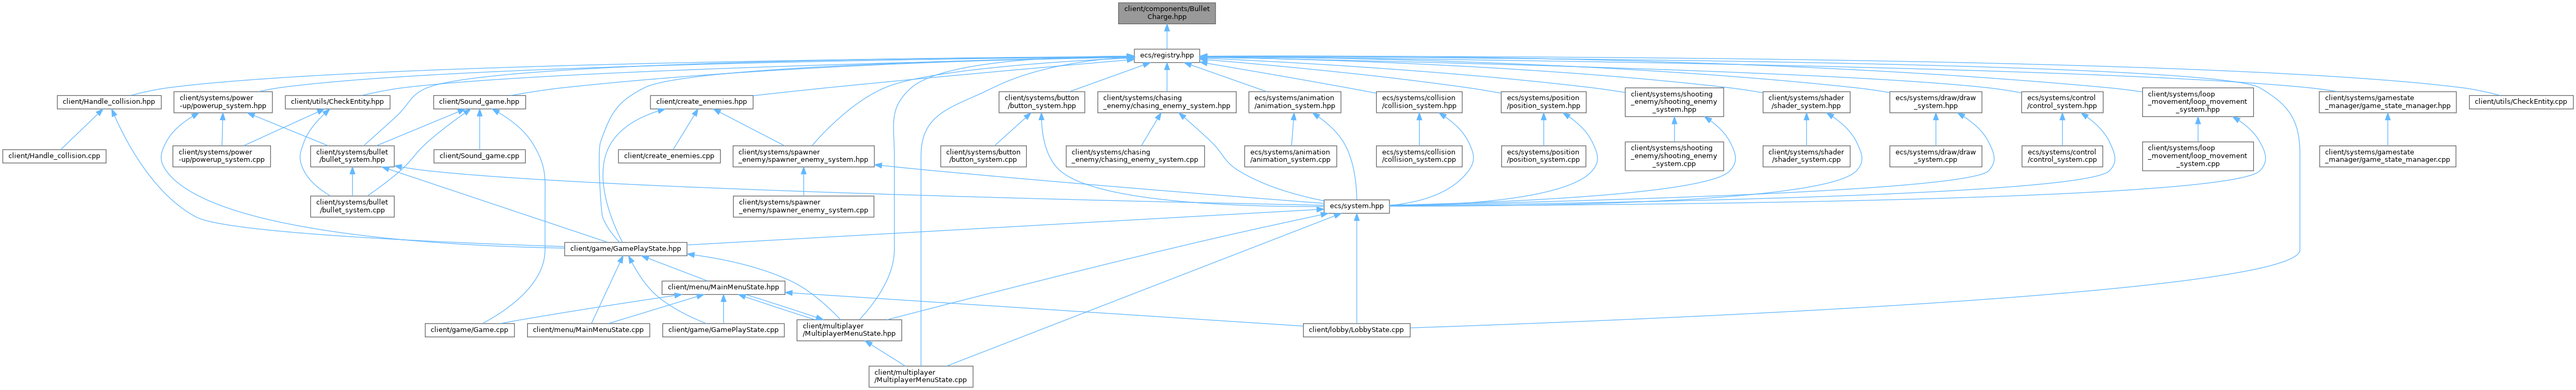 client/components/Bullet
Charge.hpp
ecs/registry.hpp
client/Handle_collision.hpp
client/systems/power
-up/powerup_system.hpp
client/utils/CheckEntity.hpp
client/Sound_game.hpp
client/create_enemies.hpp
client/systems/button
/button_system.hpp
client/systems/chasing
_enemy/chasing_enemy_system.hpp
ecs/systems/animation
/animation_system.hpp
ecs/systems/collision
/collision_system.hpp
ecs/systems/position
/position_system.hpp
client/systems/shooting
_enemy/shooting_enemy
_system.hpp
client/systems/shader
/shader_system.hpp
ecs/systems/draw/draw
_system.hpp
ecs/systems/control
/control_system.hpp
client/systems/loop
_movement/loop_movement
_system.hpp
client/systems/gamestate
_manager/game_state_manager.hpp
client/utils/CheckEntity.cpp
client/Handle_collision.cpp
client/systems/power
-up/powerup_system.cpp
client/systems/bullet
/bullet_system.hpp
client/Sound_game.cpp
client/create_enemies.cpp
client/systems/spawner
_enemy/spawner_enemy_system.hpp
client/systems/button
/button_system.cpp
client/systems/chasing
_enemy/chasing_enemy_system.cpp
ecs/systems/animation
/animation_system.cpp
ecs/systems/collision
/collision_system.cpp
ecs/systems/position
/position_system.cpp
client/systems/shooting
_enemy/shooting_enemy
_system.cpp
client/systems/shader
/shader_system.cpp
ecs/systems/draw/draw
_system.cpp
ecs/systems/control
/control_system.cpp
client/systems/loop
_movement/loop_movement
_system.cpp
client/systems/gamestate
_manager/game_state_manager.cpp
client/systems/bullet
/bullet_system.cpp
client/systems/spawner
_enemy/spawner_enemy_system.cpp
ecs/system.hpp
client/game/GamePlayState.hpp
client/menu/MainMenuState.hpp
client/game/Game.cpp
client/menu/MainMenuState.cpp
client/game/GamePlayState.cpp
client/multiplayer
/MultiplayerMenuState.hpp
client/lobby/LobbyState.cpp
client/multiplayer
/MultiplayerMenuState.cpp